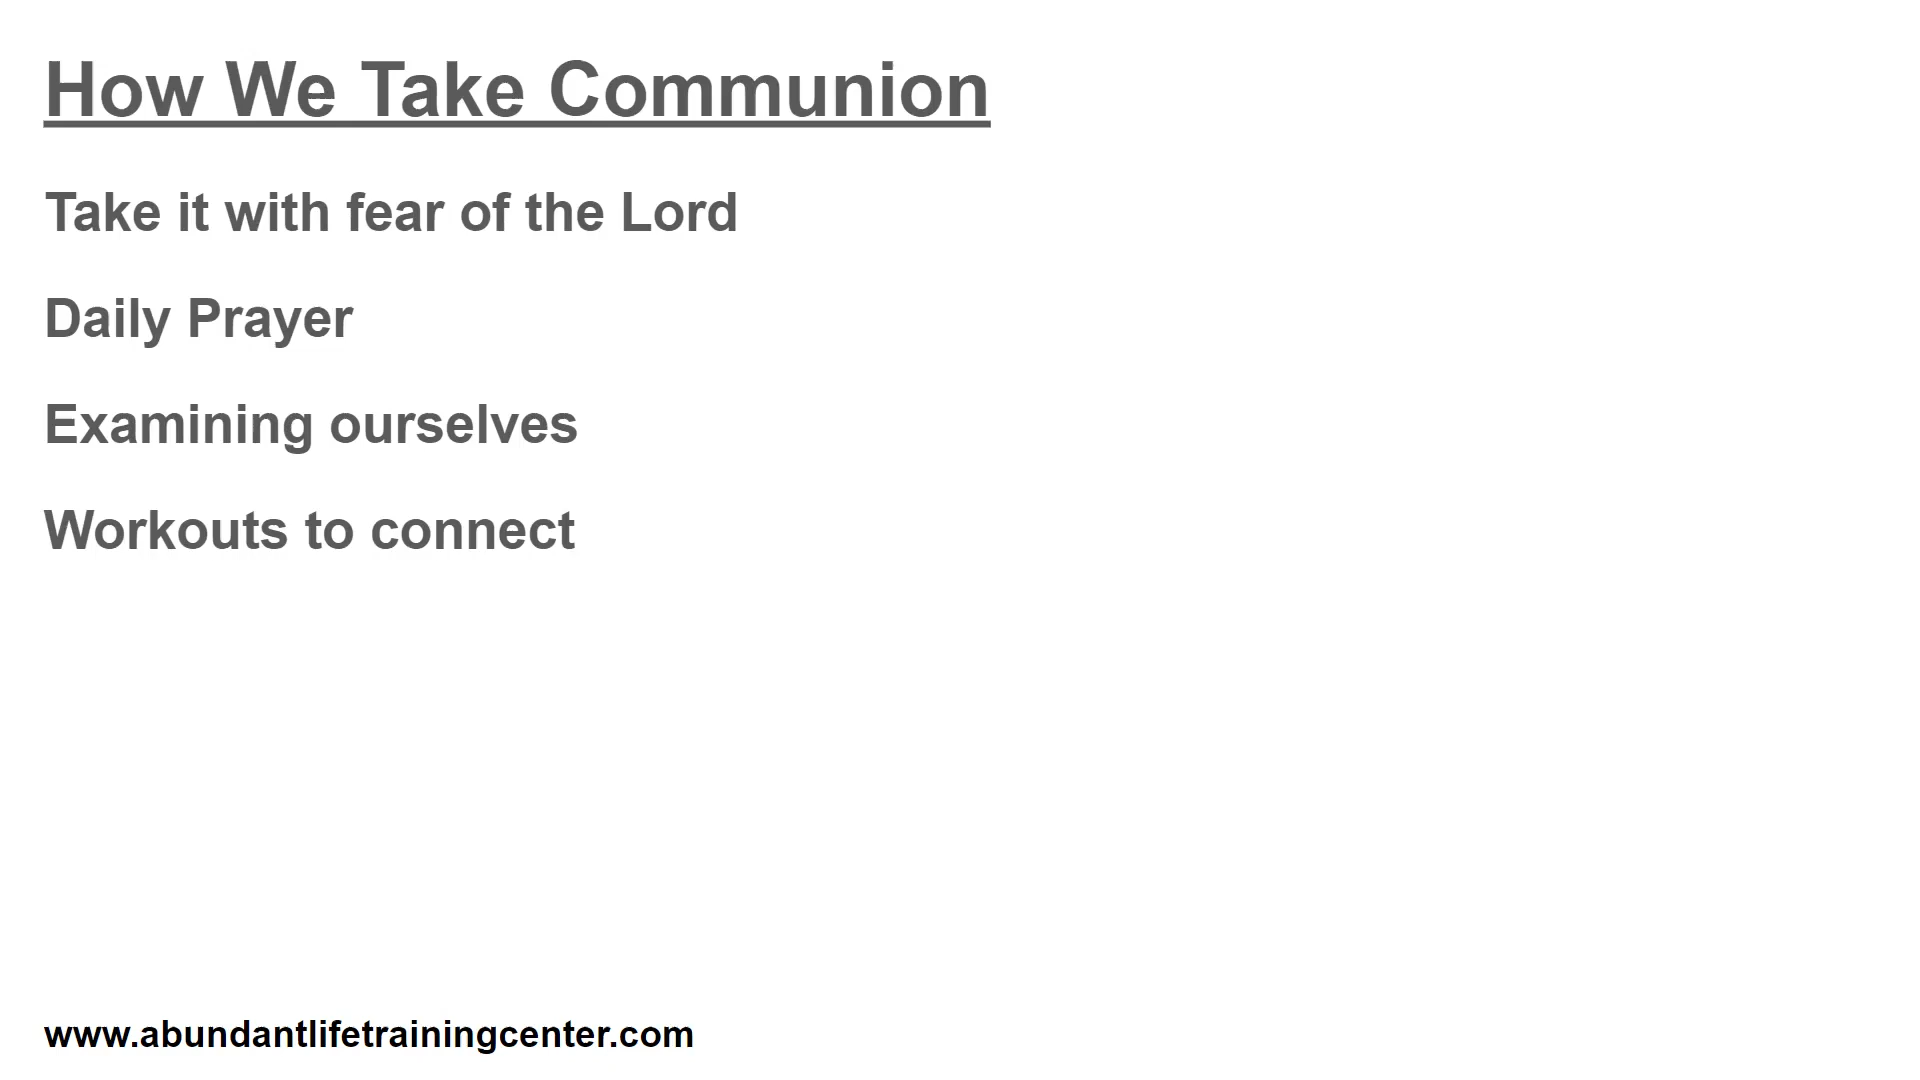 How We Take Communion
Take it with fear of the Lord
Daily Prayer
Examining ourselves
Workouts to connect
www.abundantlifetrainingcenter.com